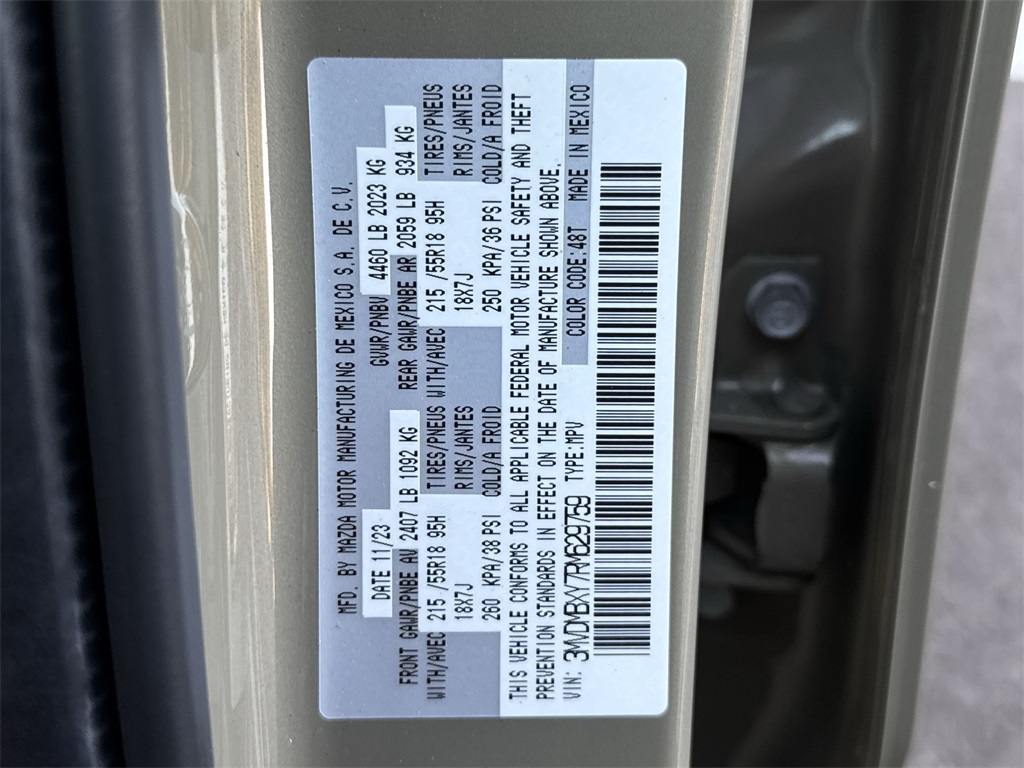 MFD. BY MAZDA MOTOR MANUFACTURING DE MEXICO S.A. DE C.V.
DATE 11/23 GVWR/PNBV 4460 LB 2023 KG
FRONT GAWR/PNBE AV 2407 LB 1092 KG REAR GAWR/PNBE AR 2059 LB 934 KG
WITH/AVEC 215 /55R18 95H TIRES/PNEUS WITH/AVEC 215 /55R18 95H TIRES/PNEUS
18X7J RIMS/JANTES 18X7J RIMS/JANTES
260 KPA/38 PSI COLD/A FROID 250 KPA/36 PSI COLD/A FROID
THIS VEHICLE CONFORMS TO ALL APPLICABLE FEDERAL MOTOR VEHICLE SAFETY AND THEFT
PREVENTION STANDARDS IN EFFECT ON THE DATE OF MANUFACTURE SHOWN ABOVE.
VIN: 3MVDMBXY7RM629759 TYPE:MPV COLOR CODE:48T MADE IN MEXICO